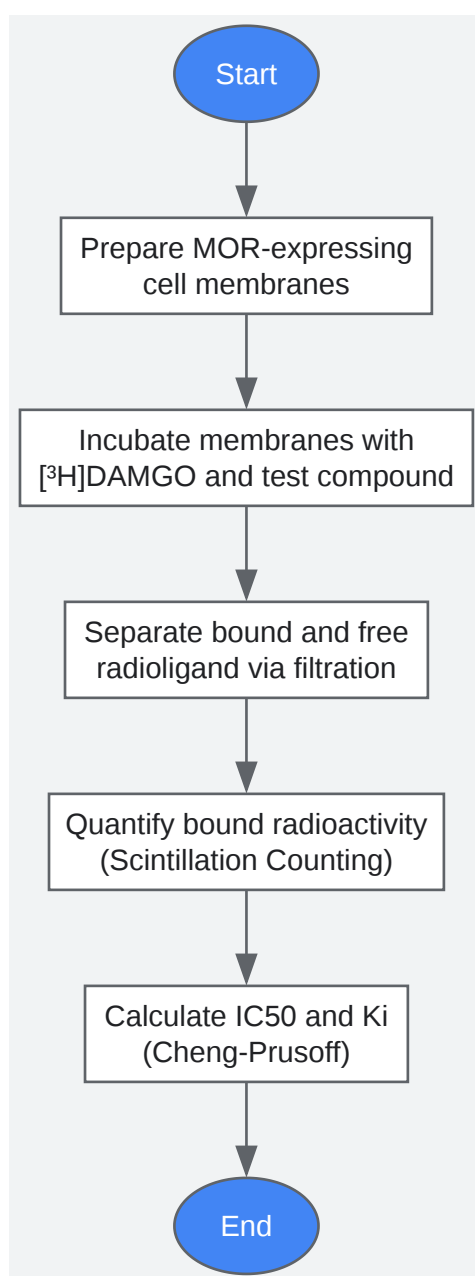 Start
Prepare MOR-expressing
cell membranes
Incubate membranes with
[³H]DAMGO and test compound
Separate bound and free
radioligand via filtration
Quantify bound radioactivity
(Scintillation Counting)
Calculate IC50 and Ki
(Cheng-Prusoff)
End